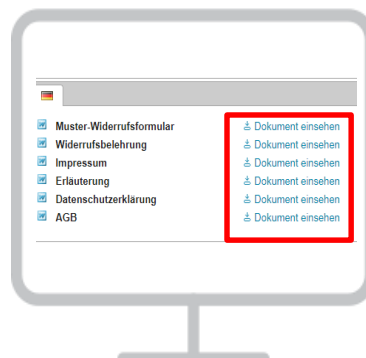 Muster-Widerrufsformular Dokument einsehen
Widerrufsbelehrung Dokument einsehen
Impressum Dokument einsehen
Erläuterung Dokument einsehen
Datenschutzerklärung Dokument einsehen
AGB Dokument einsehen